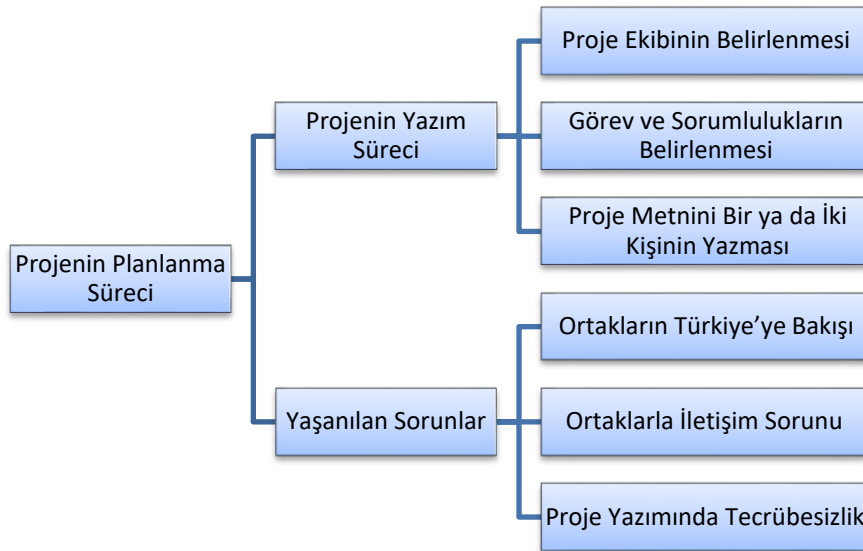 Projenin Planlanma
Süreci
Projenin Yazım
Süreci
Proje Ekibinin Belirlenmesi
Görev ve Sorumlulukların
Belirlenmesi
Proje Metnini Bir ya da İki
Kişinin Yazması
Yaşanılan Sorunlar
Ortakların Türkiye’ye Bakışı
Ortaklarla İletişim Sorunu
Proje Yazımında Tecrübesizlik